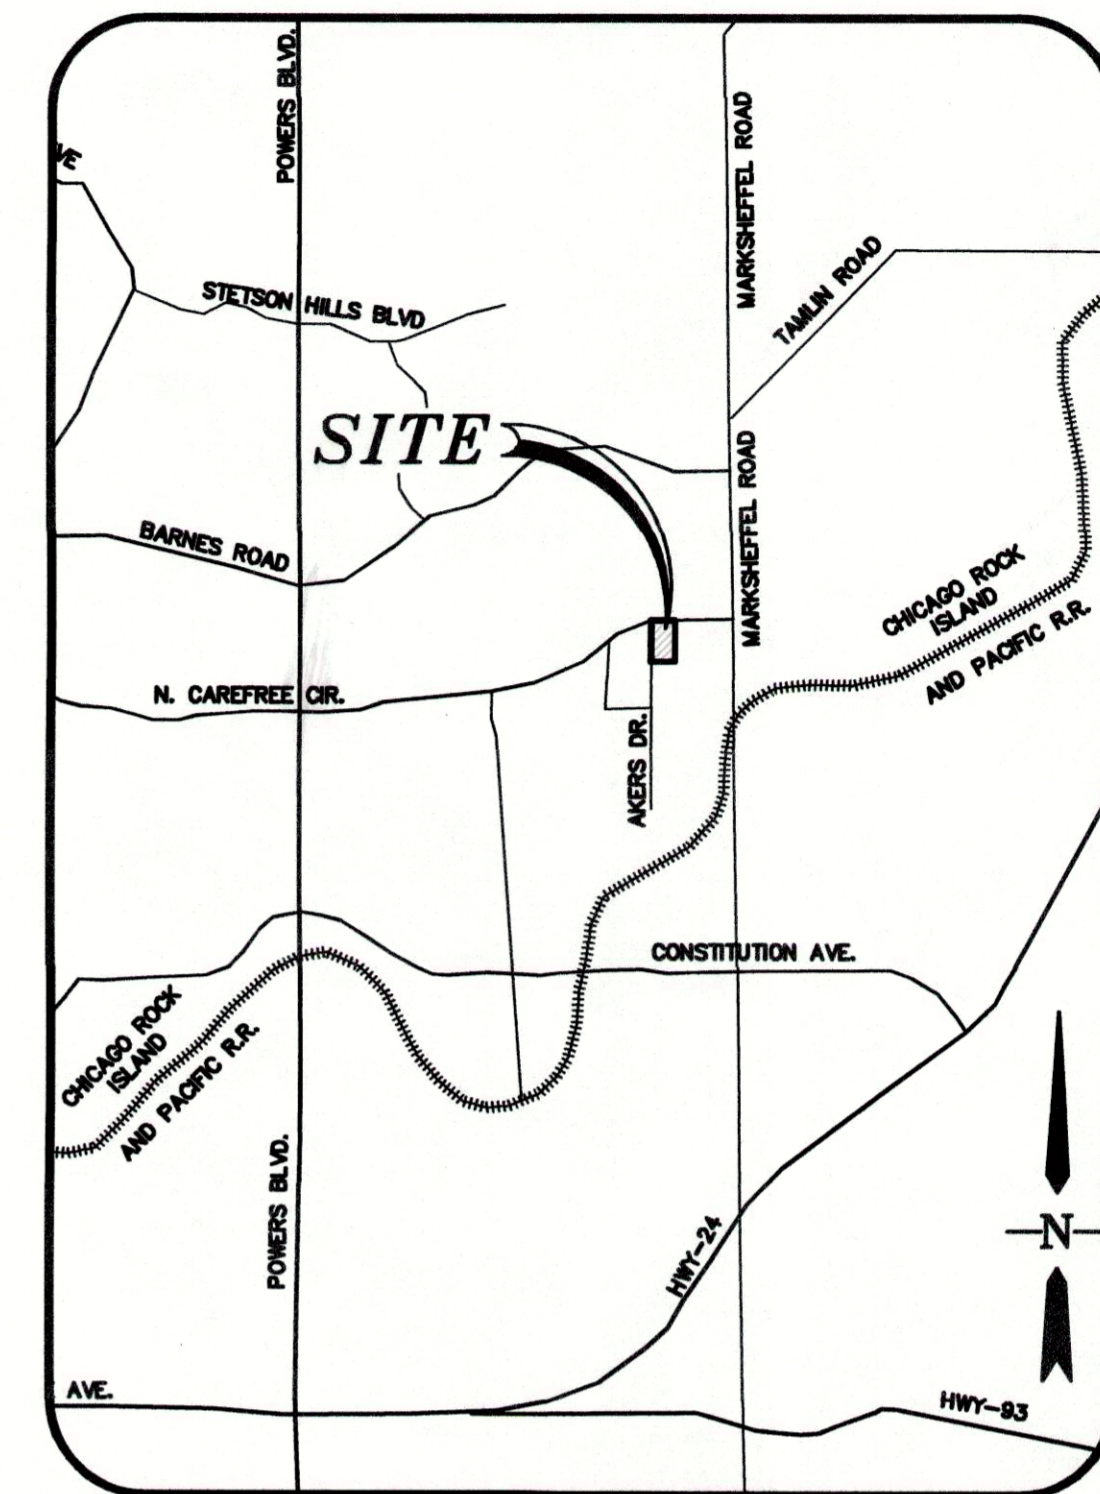 POWERS BLVD.
MARKSHEFFEL ROAD
VE
TAMLIN ROAD
STETSON HILLS BLVD
SITE
MARKSHEFFEL ROAD
BARNES ROAD
CHICAGO ROCK
ISLAND
AND PACIFIC R.R.
N. CAREFREE CIR.
AKERS DR.
CONSTITUTION AVE.
CHICAGO ROCK
ISLAND
AND PACIFIC R.R.
POWERS BLVD.
N
HWY-24
AVE.
HWY-93